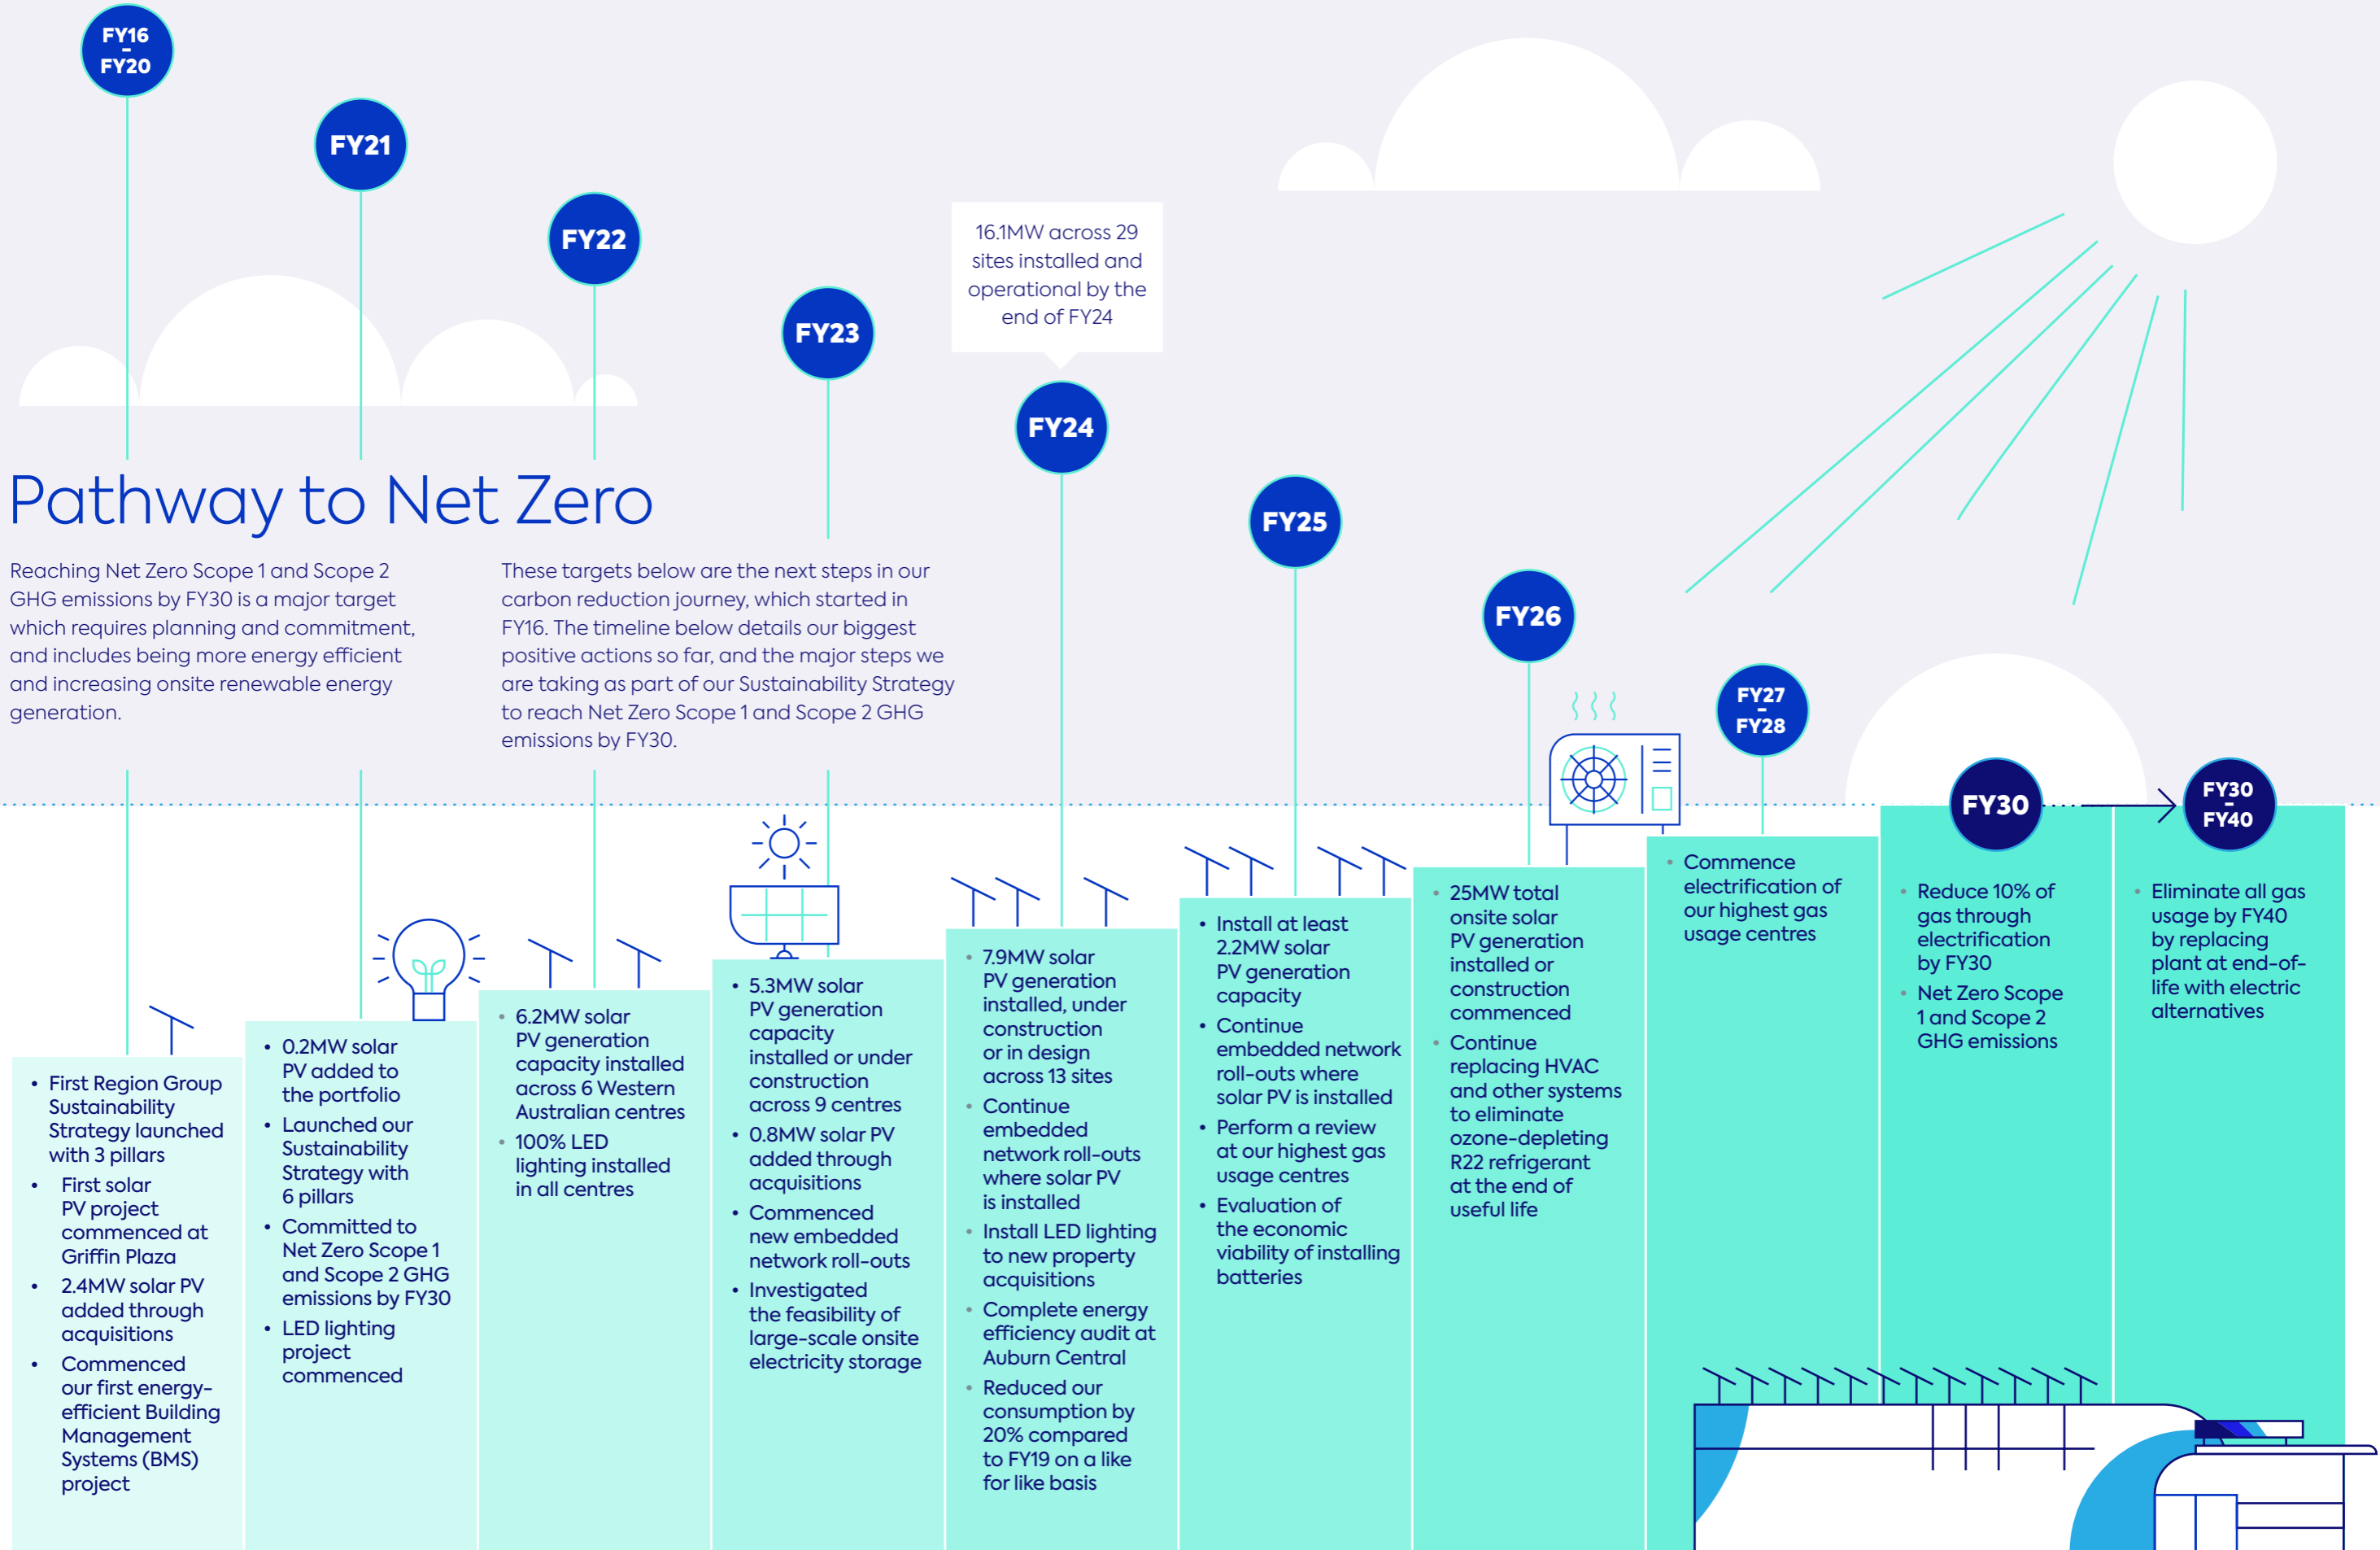 FY16
–
FY20
FY21
FY22
FY23
16.1MW across 29
sites installed and
operational by the
end of FY24
FY24
FY25
FY26
FY27
–
FY28
FY30
FY30
–
FY40
Pathway to Net Zero
Reaching Net Zero Scope 1 and Scope 2
GHG emissions by FY30 is a major target
which requires planning and commitment,
and includes being more energy efficient
and increasing onsite renewable energy
generation.
These targets below are the next steps in our
carbon reduction journey, which started in
FY16. The timeline below details our biggest
positive actions so far, and the major steps we
are taking as part of our Sustainability Strategy
to reach Net Zero Scope 1 and Scope 2 GHG
emissions by FY30.
• First Region Group
Sustainability
Strategy launched
with 3 pillars
• First solar
PV project
commenced at
Griffin Plaza
• 2.4MW solar PV
added through
acquisitions
• Commenced
our first energy-
efficient Building
Management
Systems (BMS)
project
• 0.2MW solar
PV added to
the portfolio
• Launched our
Sustainability
Strategy with
6 pillars
• Committed to
Net Zero Scope 1
and Scope 2 GHG
emissions by FY30
• LED lighting
project
commenced
• 6.2MW solar
PV generation
capacity installed
across 6 Western
Australian centres
• 100% LED
lighting installed
in all centres
• 5.3MW solar
PV generation
capacity
installed or under
construction
across 9 centres
• 0.8MW solar PV
added through
acquisitions
• Commenced
new embedded
network roll-outs
• Investigated
the feasibility of
large-scale onsite
electricity storage
• 7.9MW solar
PV generation
installed, under
construction
or in design
across 13 sites
• Continue
embedded
network roll-outs
where solar PV
is installed
• Install LED lighting
to new property
acquisitions
• Complete energy
efficiency audit at
Auburn Central
• Reduced our
consumption by
20% compared
to FY19 on a like
for like basis
• Install at least
2.2MW solar
PV generation
capacity
• Continue
embedded network
roll-outs where
solar PV is installed
• Perform a review
at our highest gas
usage centres
• Evaluation of
the economic
viability of installing
batteries
• 25MW total
onsite solar
PV generation
installed or
construction
commenced
• Continue
replacing HVAC
and other systems
to eliminate
ozone-depleting
R22 refrigerant
at the end of
useful life
• Commence
electrification of
our highest gas
usage centres
• Reduce 10% of
gas through
electrification
by FY30
• Net Zero Scope
1 and Scope 2
GHG emissions
• Eliminate all gas
usage by FY40
by replacing
plant at end-of-
life with electric
alternatives